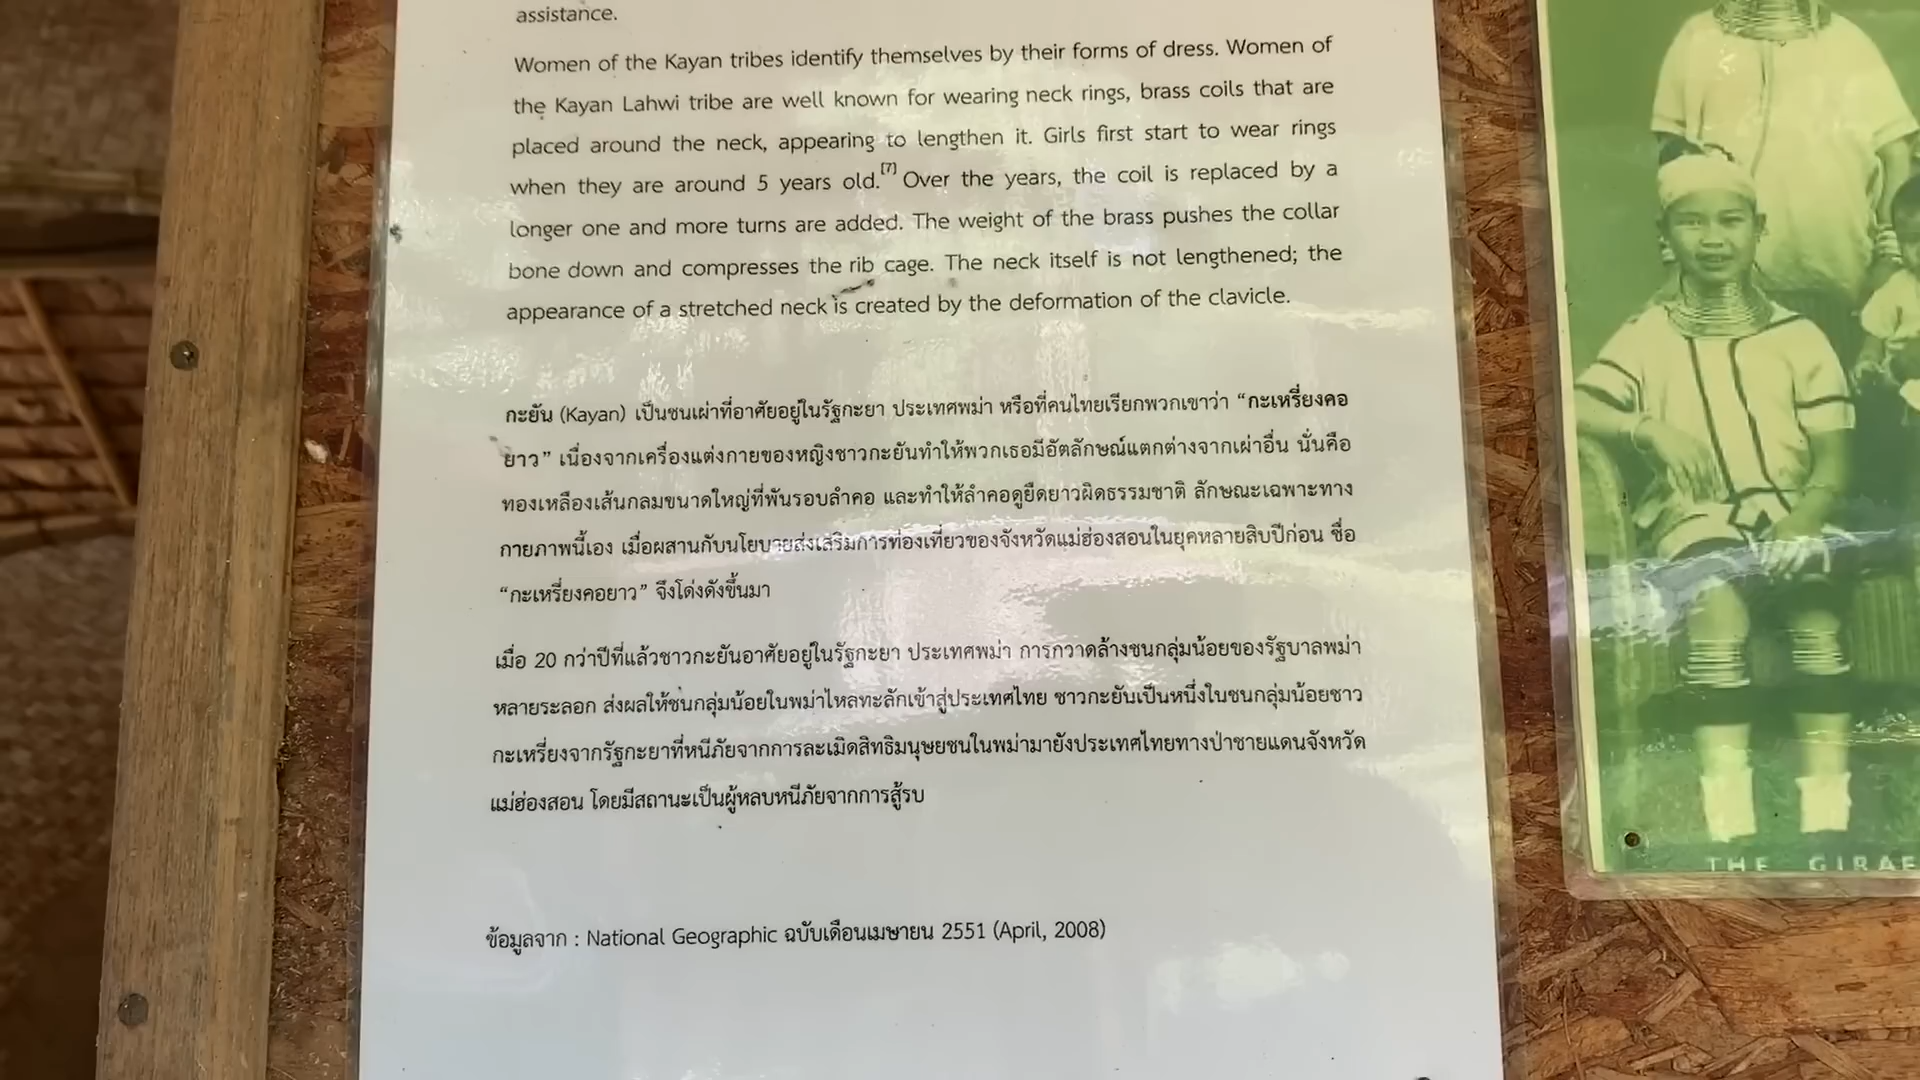 assistance.
Women of the Kayan tribes identify themselves by their forms of dress. Women of
the Kayan Lahwi tribe are well known for wearing neck rings, brass coils that are
placed around the neck, appearing to lengthen it. Girls first start to wear rings
when they are around 5 years old.[7] Over the years, the coil is replaced by a
longer one and more turns are added. The weight of the brass pushes the collar
bone down and compresses the rib cage. The neck itself is not lengthened; the
appearance of a stretched neck is created by the deformation of the clavicle.
กะยัน (Kayan) เป็นชนเผ่าที่อาศัยอยู่ในรัฐกะยา ประเทศพม่า หรือที่คนไทยเรียกพวกเขาว่า “กะเหรี่ยงคอ
ยาว” เนื่องจากเครื่องแต่งกายของหญิงชาวกะยันทำให้พวกเธอมีอัตลักษณ์แตกต่างจากเผ่าอื่น นั่นคือ
ทองเหลืองเส้นกลมขนาดใหญ่ที่พันรอบลำคอ และทำให้ลำคอดูยืดยาวผิดธรรมชาติ ลักษณะเฉพาะทาง
กายภาพนี้เอง เมื่อผสานกับนโยบายส่งเสริมการท่องเที่ยวของจังหวัดแม่ฮ่องสอนในยุคหลายสิบปีก่อน ชื่อ
“กะเหรี่ยงคอยาว” จึงโด่งดังขึ้นมา
เมื่อ 20 กว่าปีที่แล้วชาวกะยันอาศัยอยู่ในรัฐกะยา ประเทศพม่า การกวาดล้างชนกลุ่มน้อยของรัฐบาลพม่า
หลายระลอก ส่งผลให้ชนกลุ่มน้อยในพม่าไหลทะลักเข้าสู่ประเทศไทย ชาวกะยันเป็นหนึ่งในชนกลุ่มน้อยชาว
กะเหรี่ยงจากรัฐกะยาที่หนีภัยจากการละเมิดสิทธิมนุษยชนในพม่ามายังประเทศไทยทางป่าชายแดนจังหวัด
แม่ฮ่องสอน โดยมีสถานะเป็นผู้หลบหนีภัยจากการสู้รบ
ข้อมูลจาก : National Geographic ฉบับเดือนเมษายน 2551 (April, 2008)
THE GIRAF